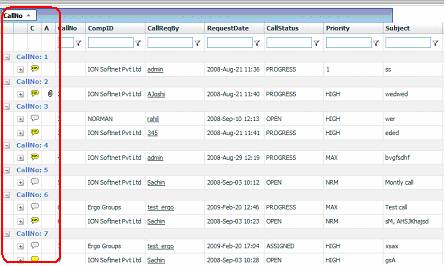 CallNo
C A CallNo CompID CallReqBy RequestDate CallStatus Priority Subject
CallNo: 1
ION Softnet Pvt Ltd admin 2008-Aug-21 11:36 PROGRESS 1 ss
CallNo: 2
ION Softnet Pvt Ltd AJoshi 2008-Aug-21 11:40 PROGRESS HIGH wedwed
CallNo: 3
NORMAN rahil 2008-Sep-10 12:13 OPEN HIGH wer
ION Softnet Pvt Ltd 345 2008-Aug-21 11:41 PROGRESS HIGH eded
CallNo: 4
ION Softnet Pvt Ltd admin 2008-Aug-29 12:19 PROGRESS MAX bvgfsdhf
CallNo: 5
ION Softnet Pvt Ltd Sachin 2008-Sep-03 10:12 OPEN NRM Montly call
CallNo: 6
Ergo Groups test_ergo 2009-Feb-20 12:46 PROGRESS MAX Test call
ION Softnet Pvt Ltd Sachin 2008-Sep-03 10:23 OPEN NRM sM, AHSJKhajsd
CallNo: 7
Ergo Groups test_ergo 2009-Feb-20 17:04 ASSIGNED HIGH xsax
ION Softnet Pvt Ltd Sachin 2008-Sep-03 10:28 OPEN HIGH gsA